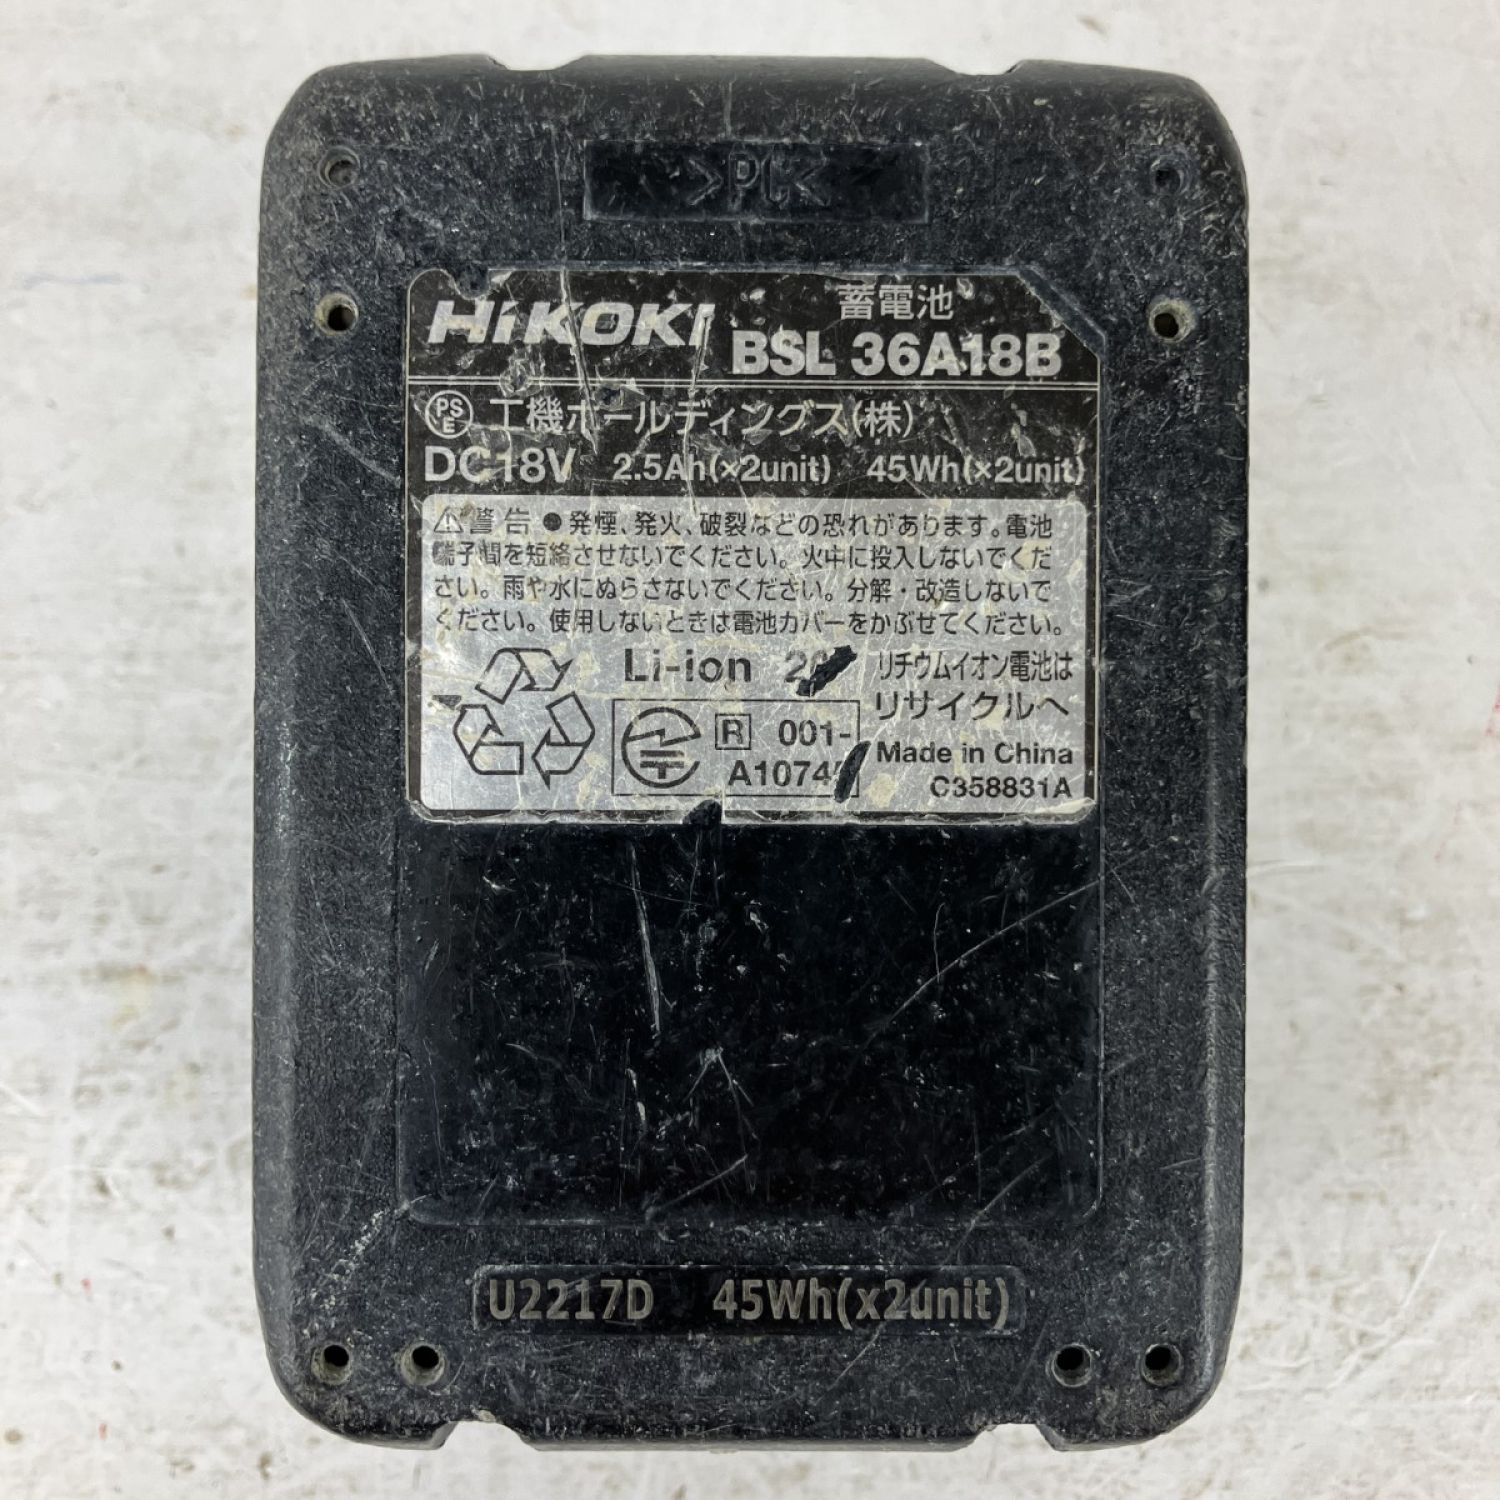 >PC<
HiKOKI
蓄電池
BSL 36A18B
PS E 工機ホールディングス(株)
DC18V 2.5Ah(×2unit) 45Wh(×2unit)
⚠警告 ●発煙、発火、破裂などの恐れがあります。電池
端子間を短絡させないでください。火中に投入しないでくだ
さい。雨や水にぬらさないでください。分解・改造しないで
ください。使用しないときは電池カバーをかぶせてください。
Li-ion
リチウムイオン電池は
リサイクルへ
R 001-
A10745
Made in China
C358831A
U2217D 45Wh(x2unit)